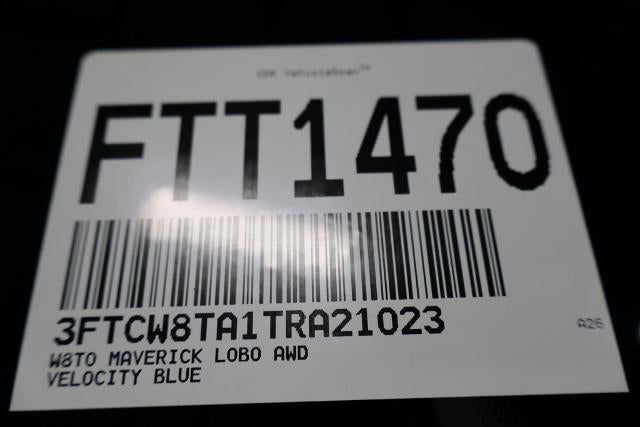 CDK VehicleScan™
FTT1470
3FTCW8TA1TRA21023
A26
W8TO MAVERICK LOBO AWD
VELOCITY BLUE